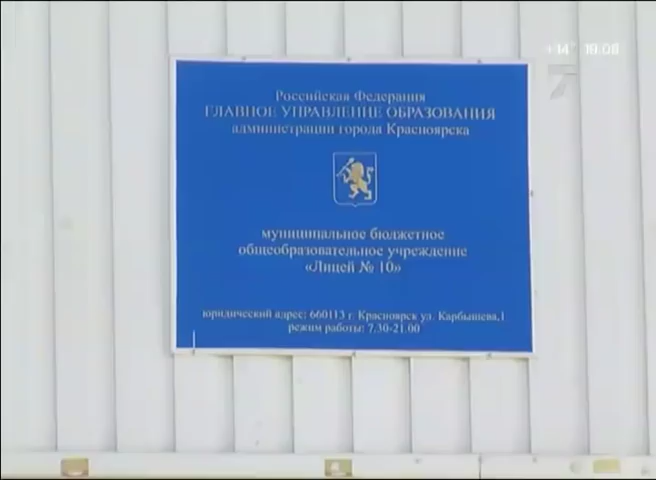 +14° 19:08
7
Российская Федерация
ГЛАВНОЕ УПРАВЛЕНИЕ ОБРАЗОВАНИЯ
администрации города Красноярска
муниципальное бюджетное
общеобразовательное учреждение
«Лицей № 10»
юридический адрес: 660113 г. Красноярск ул. Карбышева,1
режим работы: 7.30-21.00